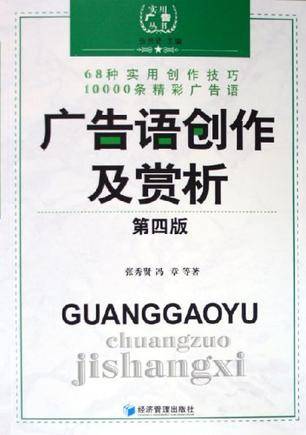 实用
广告
丛书
68种实用创作技巧
10000条精彩广告语
广告语创作
及赏析
第四版
张秀贤 冯 章 等著
GUANGGAOYU
chuangzuo
jishangxi
经济管理出版社